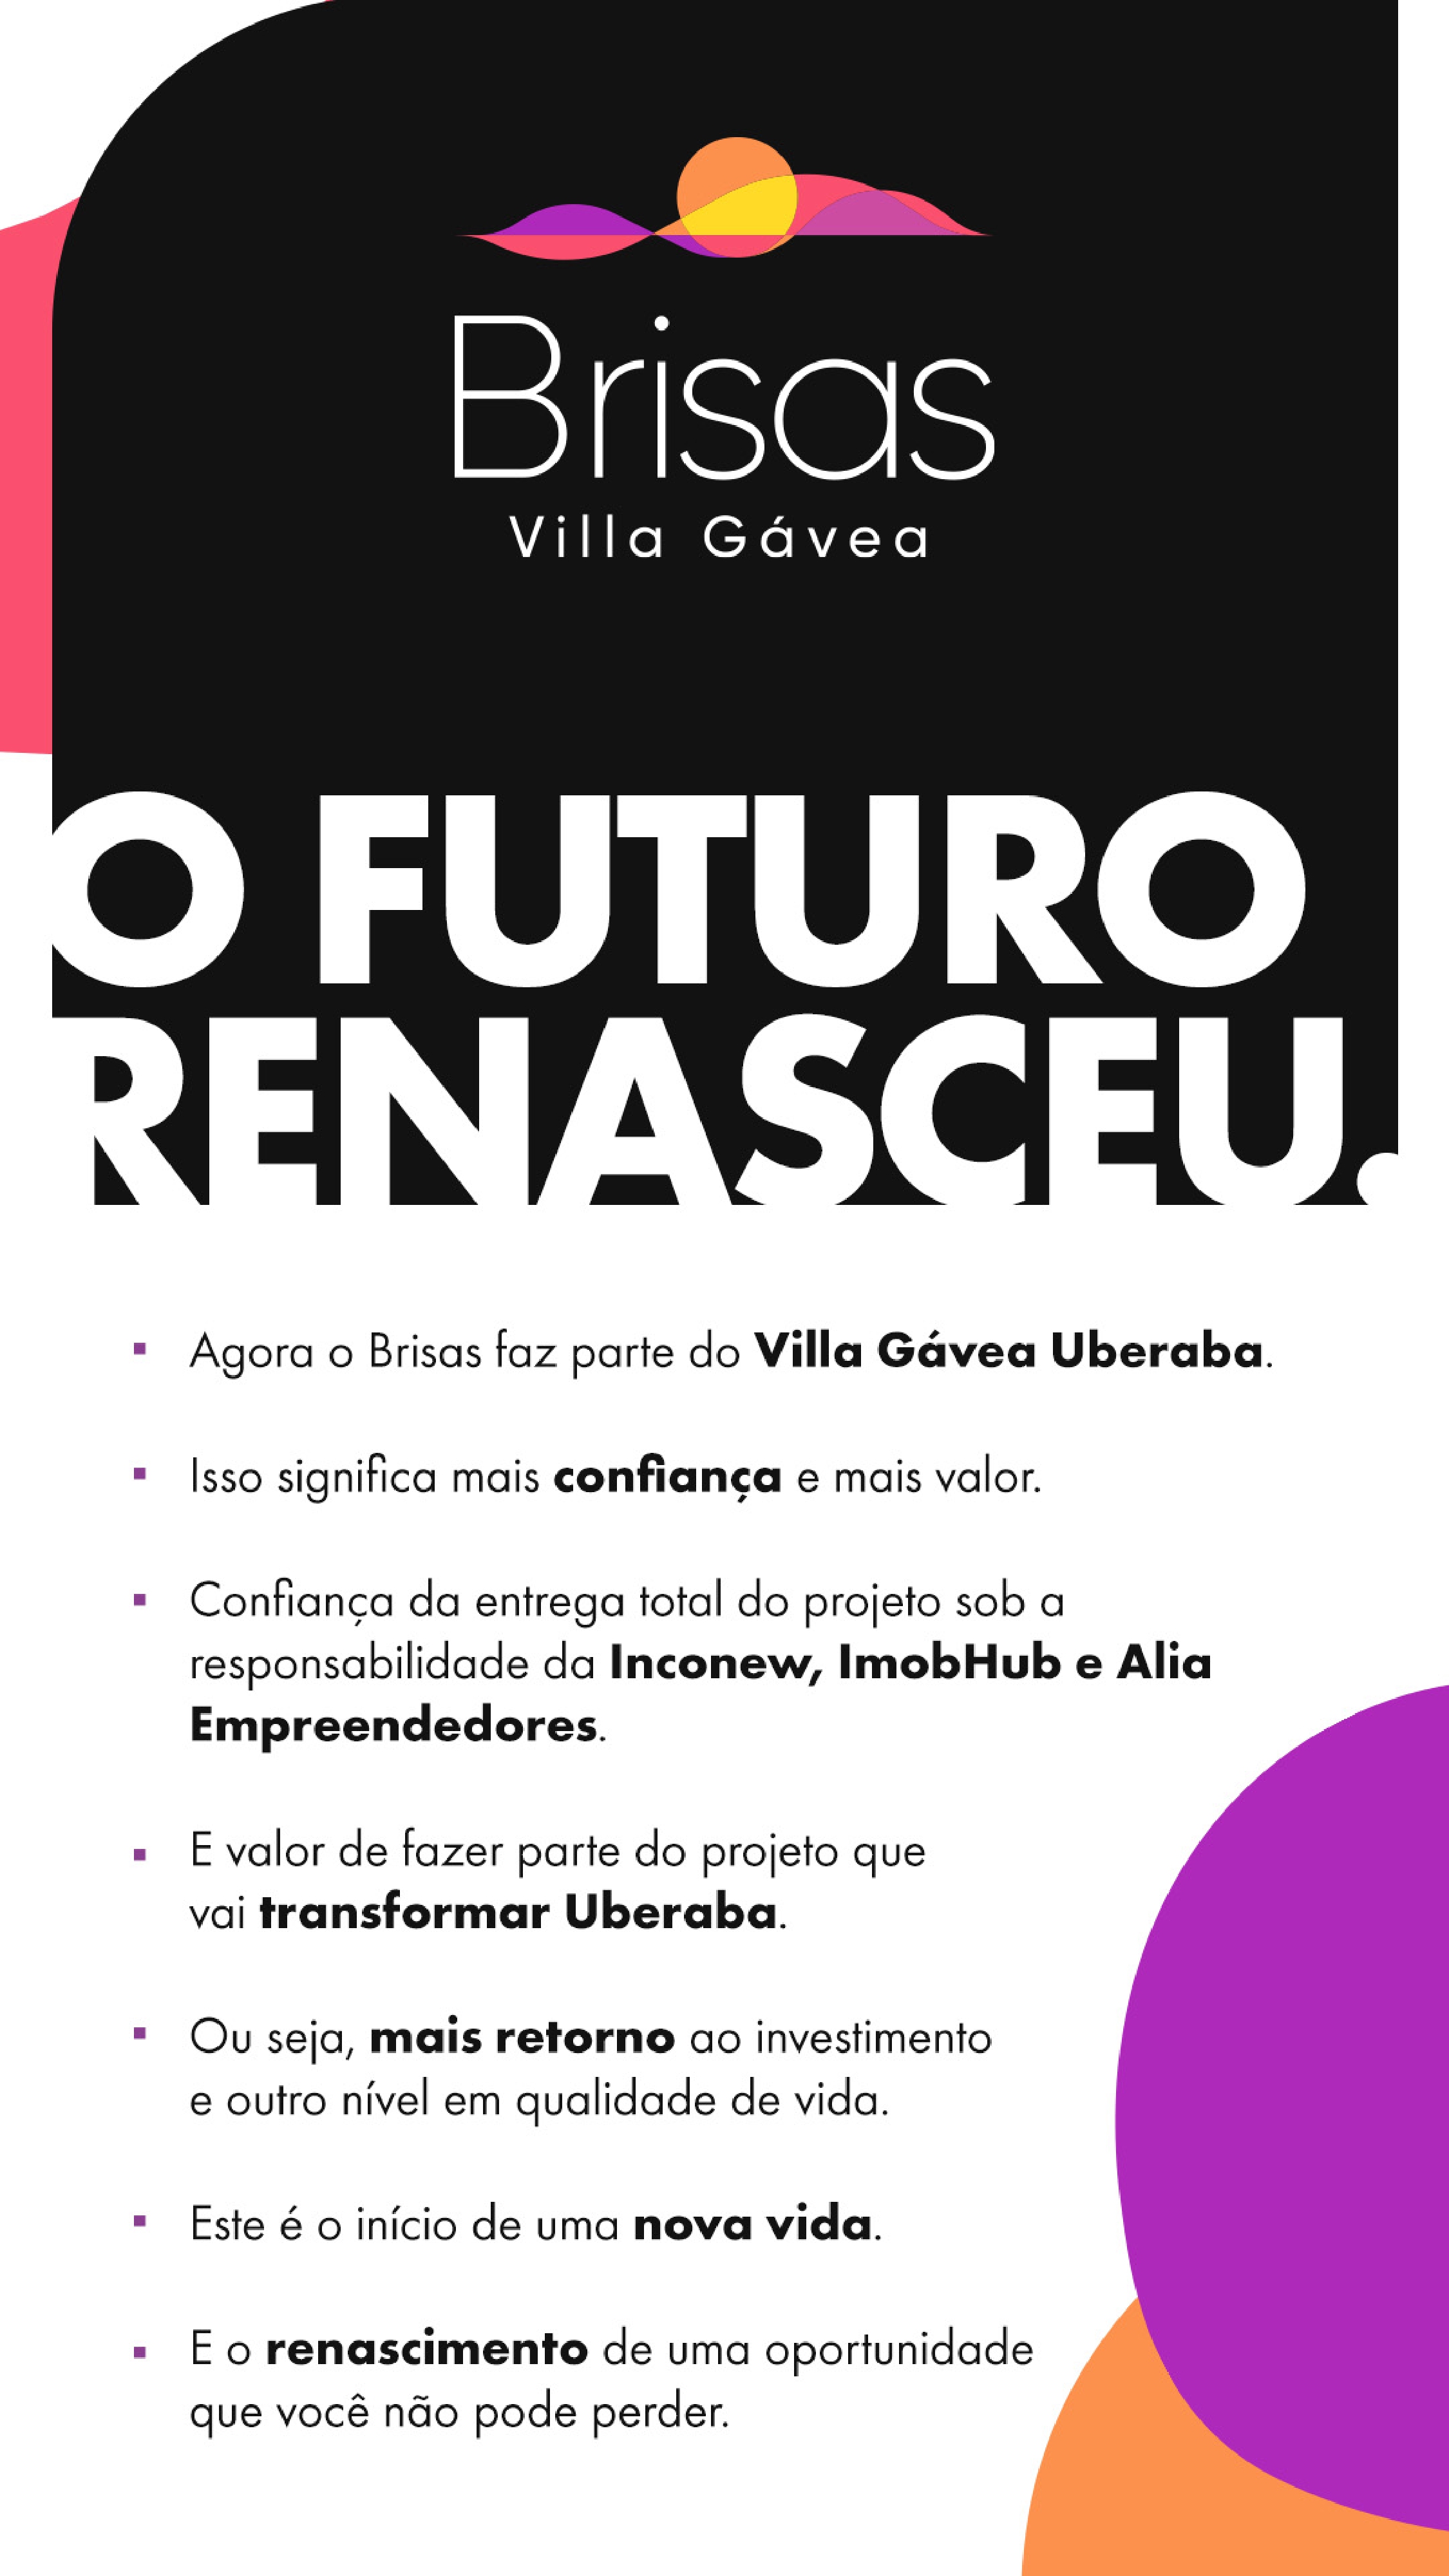 Brisas
Villa Gávea
O FUTURO
RENASCEU.
▪ Agora o Brisas faz parte do Villa Gávea Uberaba.
▪ Isso significa mais confiança e mais valor.
▪ Confiança da entrega total do projeto sob a
responsabilidade da Inconew, ImobHub e Alia
Empreendedores.
▪ E valor de fazer parte do projeto que
vai transformar Uberaba.
▪ Ou seja, mais retorno ao investimento
e outro nível em qualidade de vida.
▪ Este é o início de uma nova vida.
▪ E o renascimento de uma oportunidade
que você não pode perder.